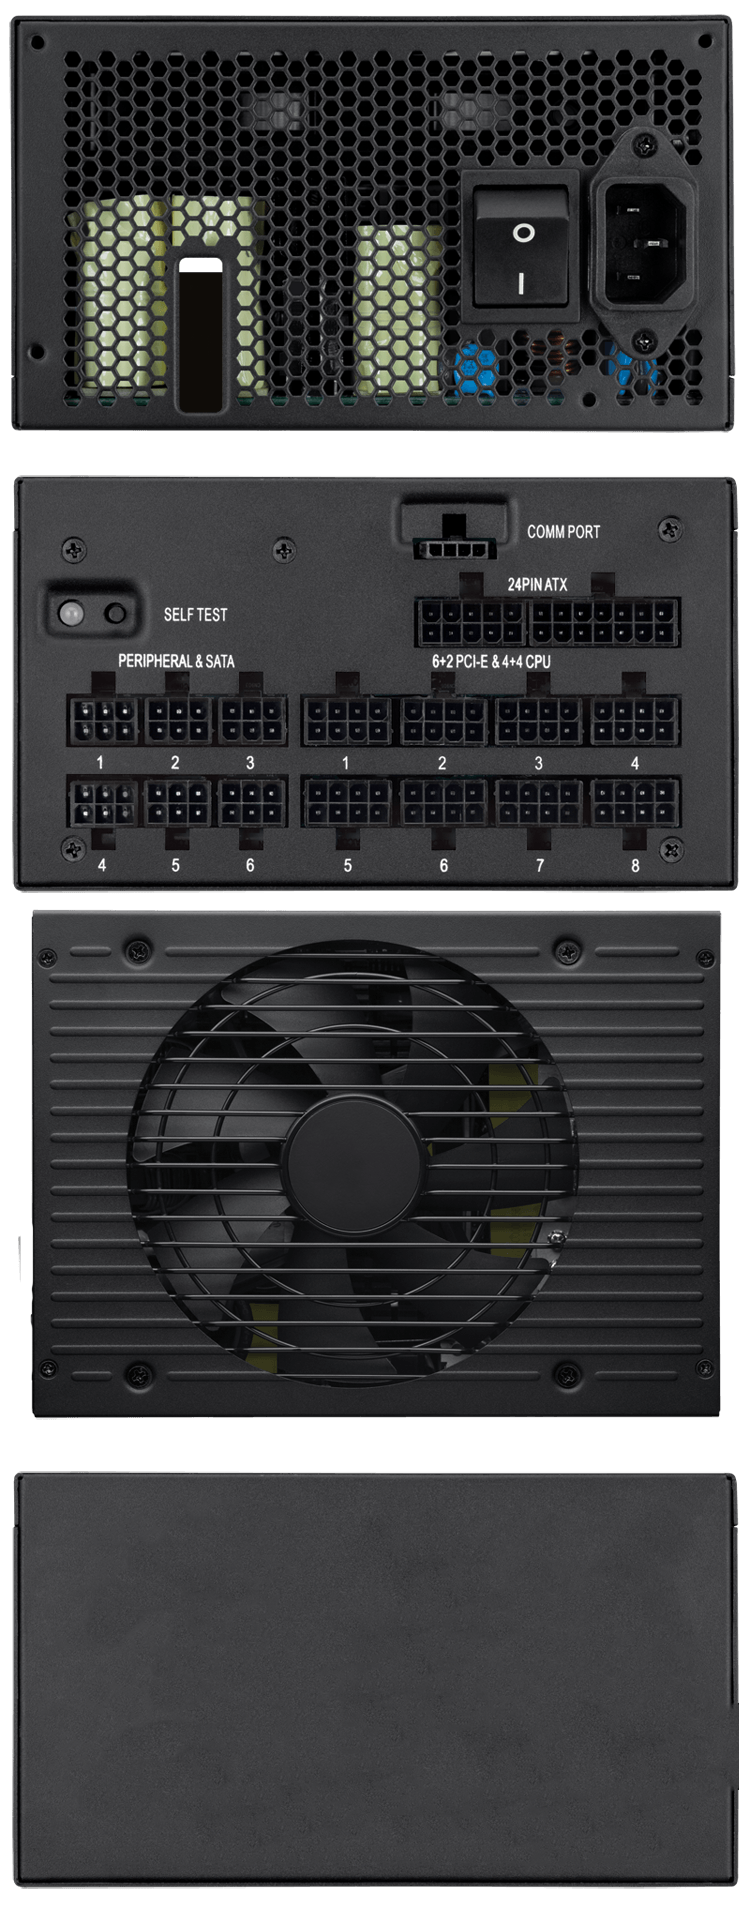 O
I
COMM PORT
24PIN ATX
SELF TEST
PERIPHERAL & SATA
6+2 PCI-E & 4+4 CPU
1 2 3 1 2 3 4
4 5 6 5 6 7 8